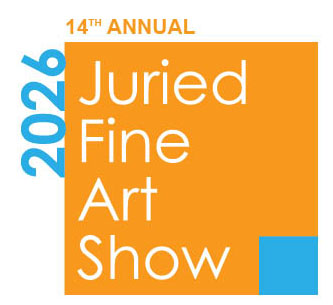 14TH ANNUAL
2026
Juried
Fine
Art
Show